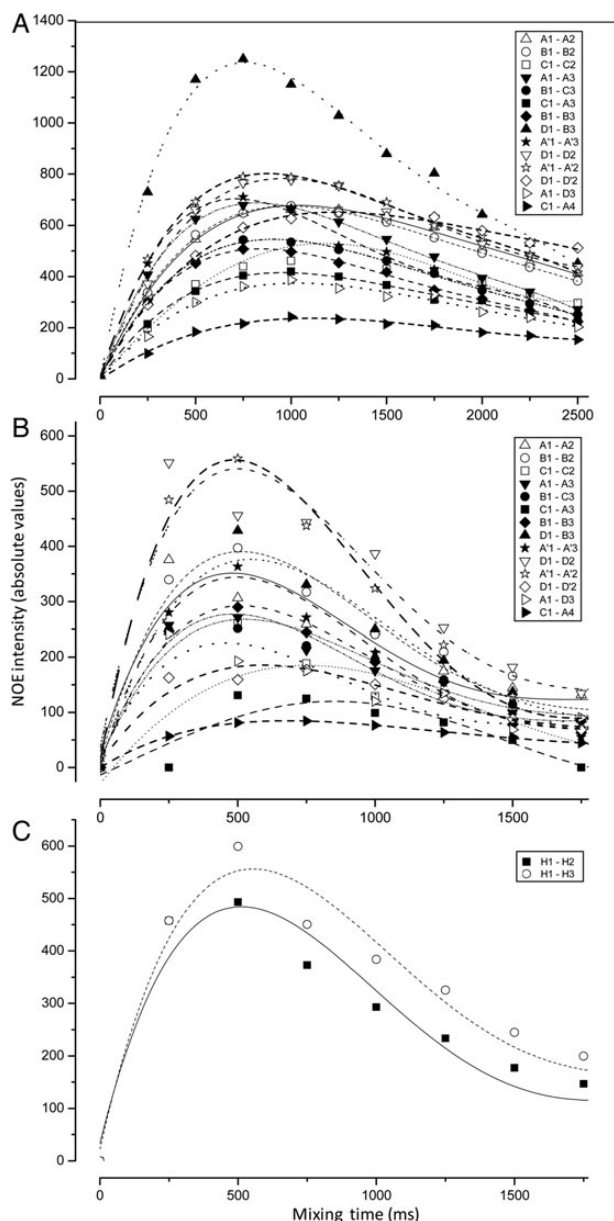 A
1400
1200
1000
800
600
400
200
0
0 500 1000 1500 2000 2500
A1 - A2
B1 - B2
C1 - C2
A1 - A3
B1 - C3
C1 - A3
B1 - B3
D1 - B3
A'1 - A'3
D1 - D2
A'1 - A'2
D1 - D'2
A1 - D3
C1 - A4
B
NOE intensity (absolute values)
600
500
400
300
200
100
0
0 500 1000 1500
A1 - A2
B1 - B2
C1 - C2
A1 - A3
B1 - C3
C1 - A3
B1 - B3
D1 - B3
A'1 - A'3
D1 - D2
A'1 - A'2
D1 - D'2
A1 - D3
C1 - A4
C
600
500
400
300
200
100
0
0 500 1000 1500
H1 - H2
H1 - H3
Mixing time (ms)